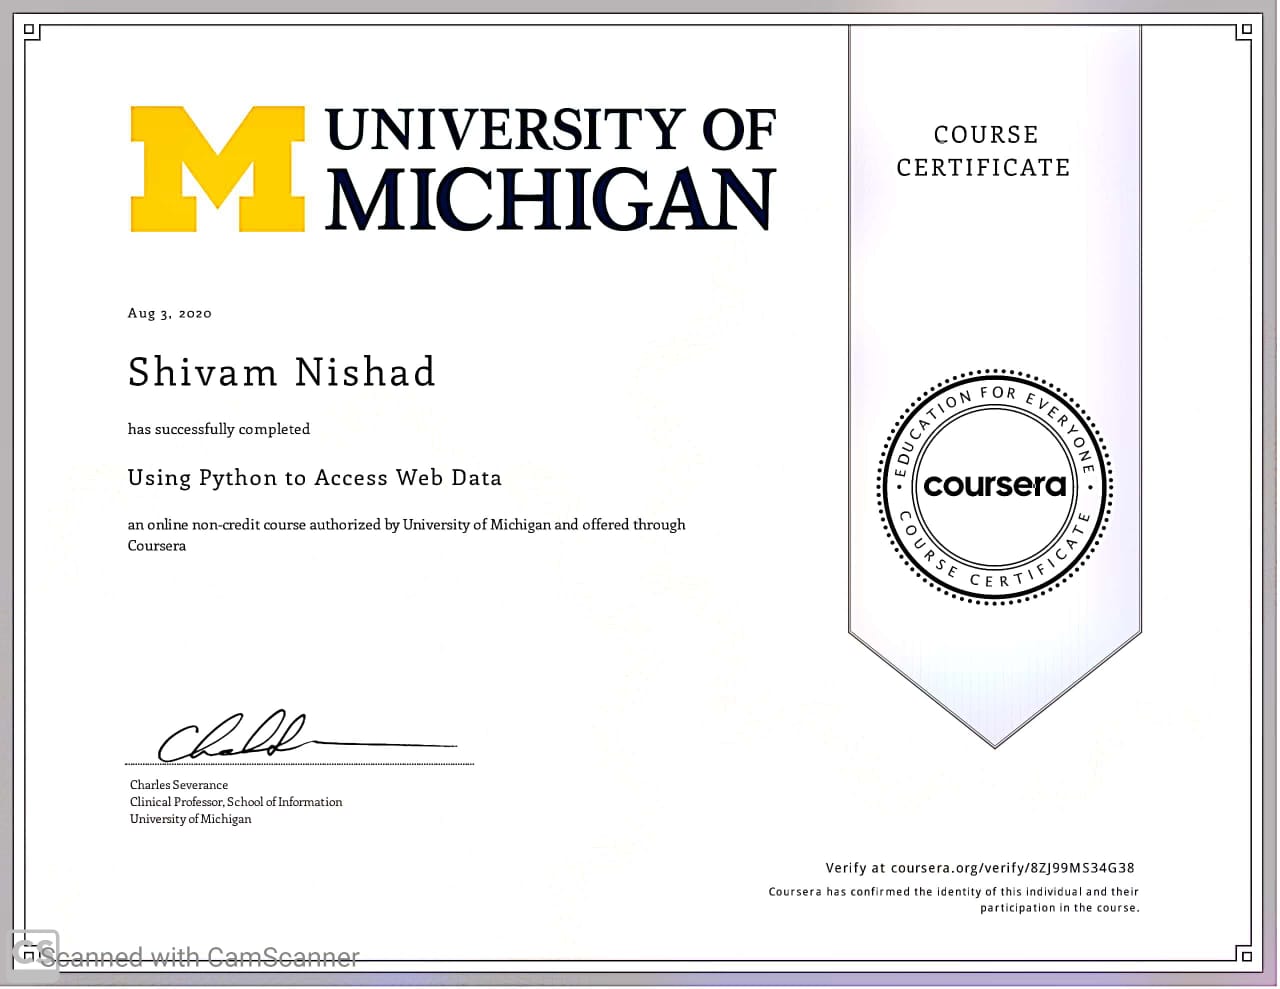 UNIVERSITY OF
MICHIGAN
COURSE
CERTIFICATE
Aug 3, 2020
Shivam Nishad
has successfully completed
Using Python to Access Web Data
an online non-credit course authorized by University of Michigan and offered through
Coursera
EDUCATION FOR EVERYONE
coursera
COURSE CERTIFICATE
Charles Severance
Clinical Professor, School of Information
University of Michigan
Verify at coursera.org/verify/8ZJ99MS34G38
Coursera has confirmed the identity of this individual and their
participation in the course.
CS Scanned with CamScanner